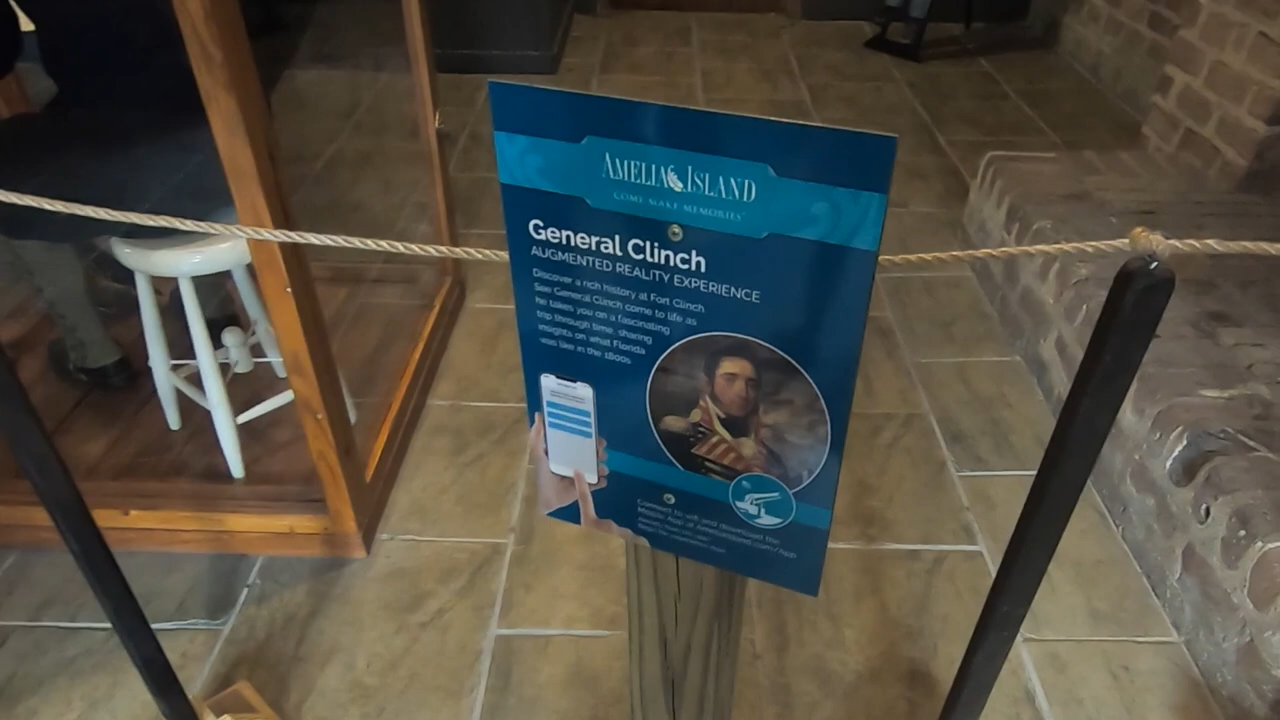 AMELIA ISLAND
COME MAKE MEMORIES
General Clinch
AUGMENTED REALITY EXPERIENCE
Discover a rich history at Fort Clinch
See General Clinch come to life as
he takes you on a fascinating
trip through time, sharing
insights on what Florida
was like in the 1800s
Connect to wifi and download the
Mobile App at AmeliaIsland.com/App